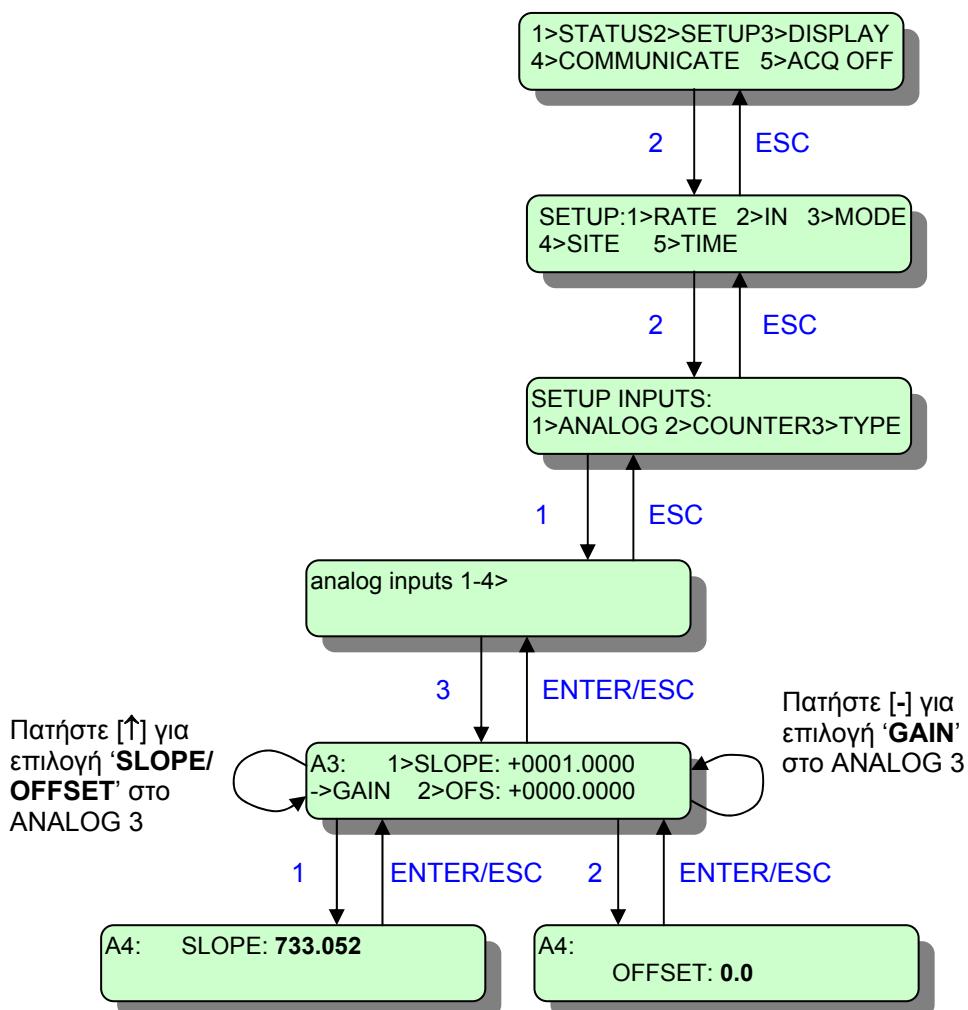 1>STATUS2>SETUP3>DISPLAY
4>COMMUNICATE 5>ACQ OFF
2 ESC
SETUP:1>RATE 2>IN 3>MODE
4>SITE 5>TIME
2 ESC
SETUP INPUTS:
1>ANALOG 2>COUNTER3>TYPE
1 ESC
analog inputs 1-4>
3 ENTER/ESC
Πατήστε [↑] για
επιλογή ‘SLOPE/
OFFSET’ στο
ANALOG 3
A3: 1>SLOPE: +0001.0000
->GAIN 2>OFS: +0000.0000
Πατήστε [-] για
επιλογή ‘GAIN’
στο ANALOG 3
1 ENTER/ESC 2 ENTER/ESC
A4: SLOPE: 733.052
A4:
OFFSET: 0.0